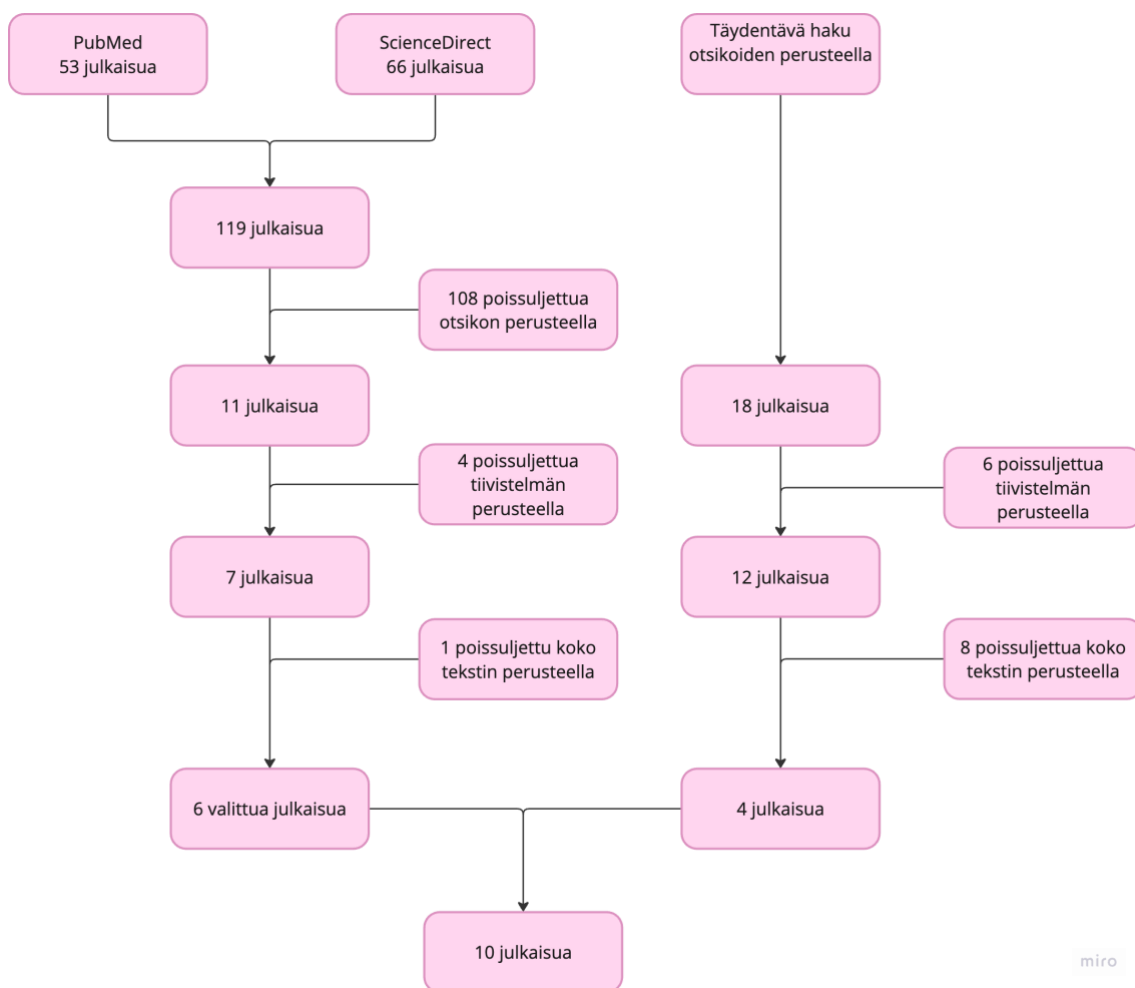 PubMed
53 julkaisua
ScienceDirect
66 julkaisua
Täydentävä haku
otsikoiden perusteella
119 julkaisua
108 poissuljettua
otsikon perusteella
11 julkaisua
18 julkaisua
4 poissuljettua
tiivistelmän
perusteella
6 poissuljettua
tiivistelmän
perusteella
7 julkaisua
12 julkaisua
1 poissuljettu koko
tekstin perusteella
8 poissuljettua koko
tekstin perusteella
6 valittua julkaisua
4 julkaisua
10 julkaisua
miro